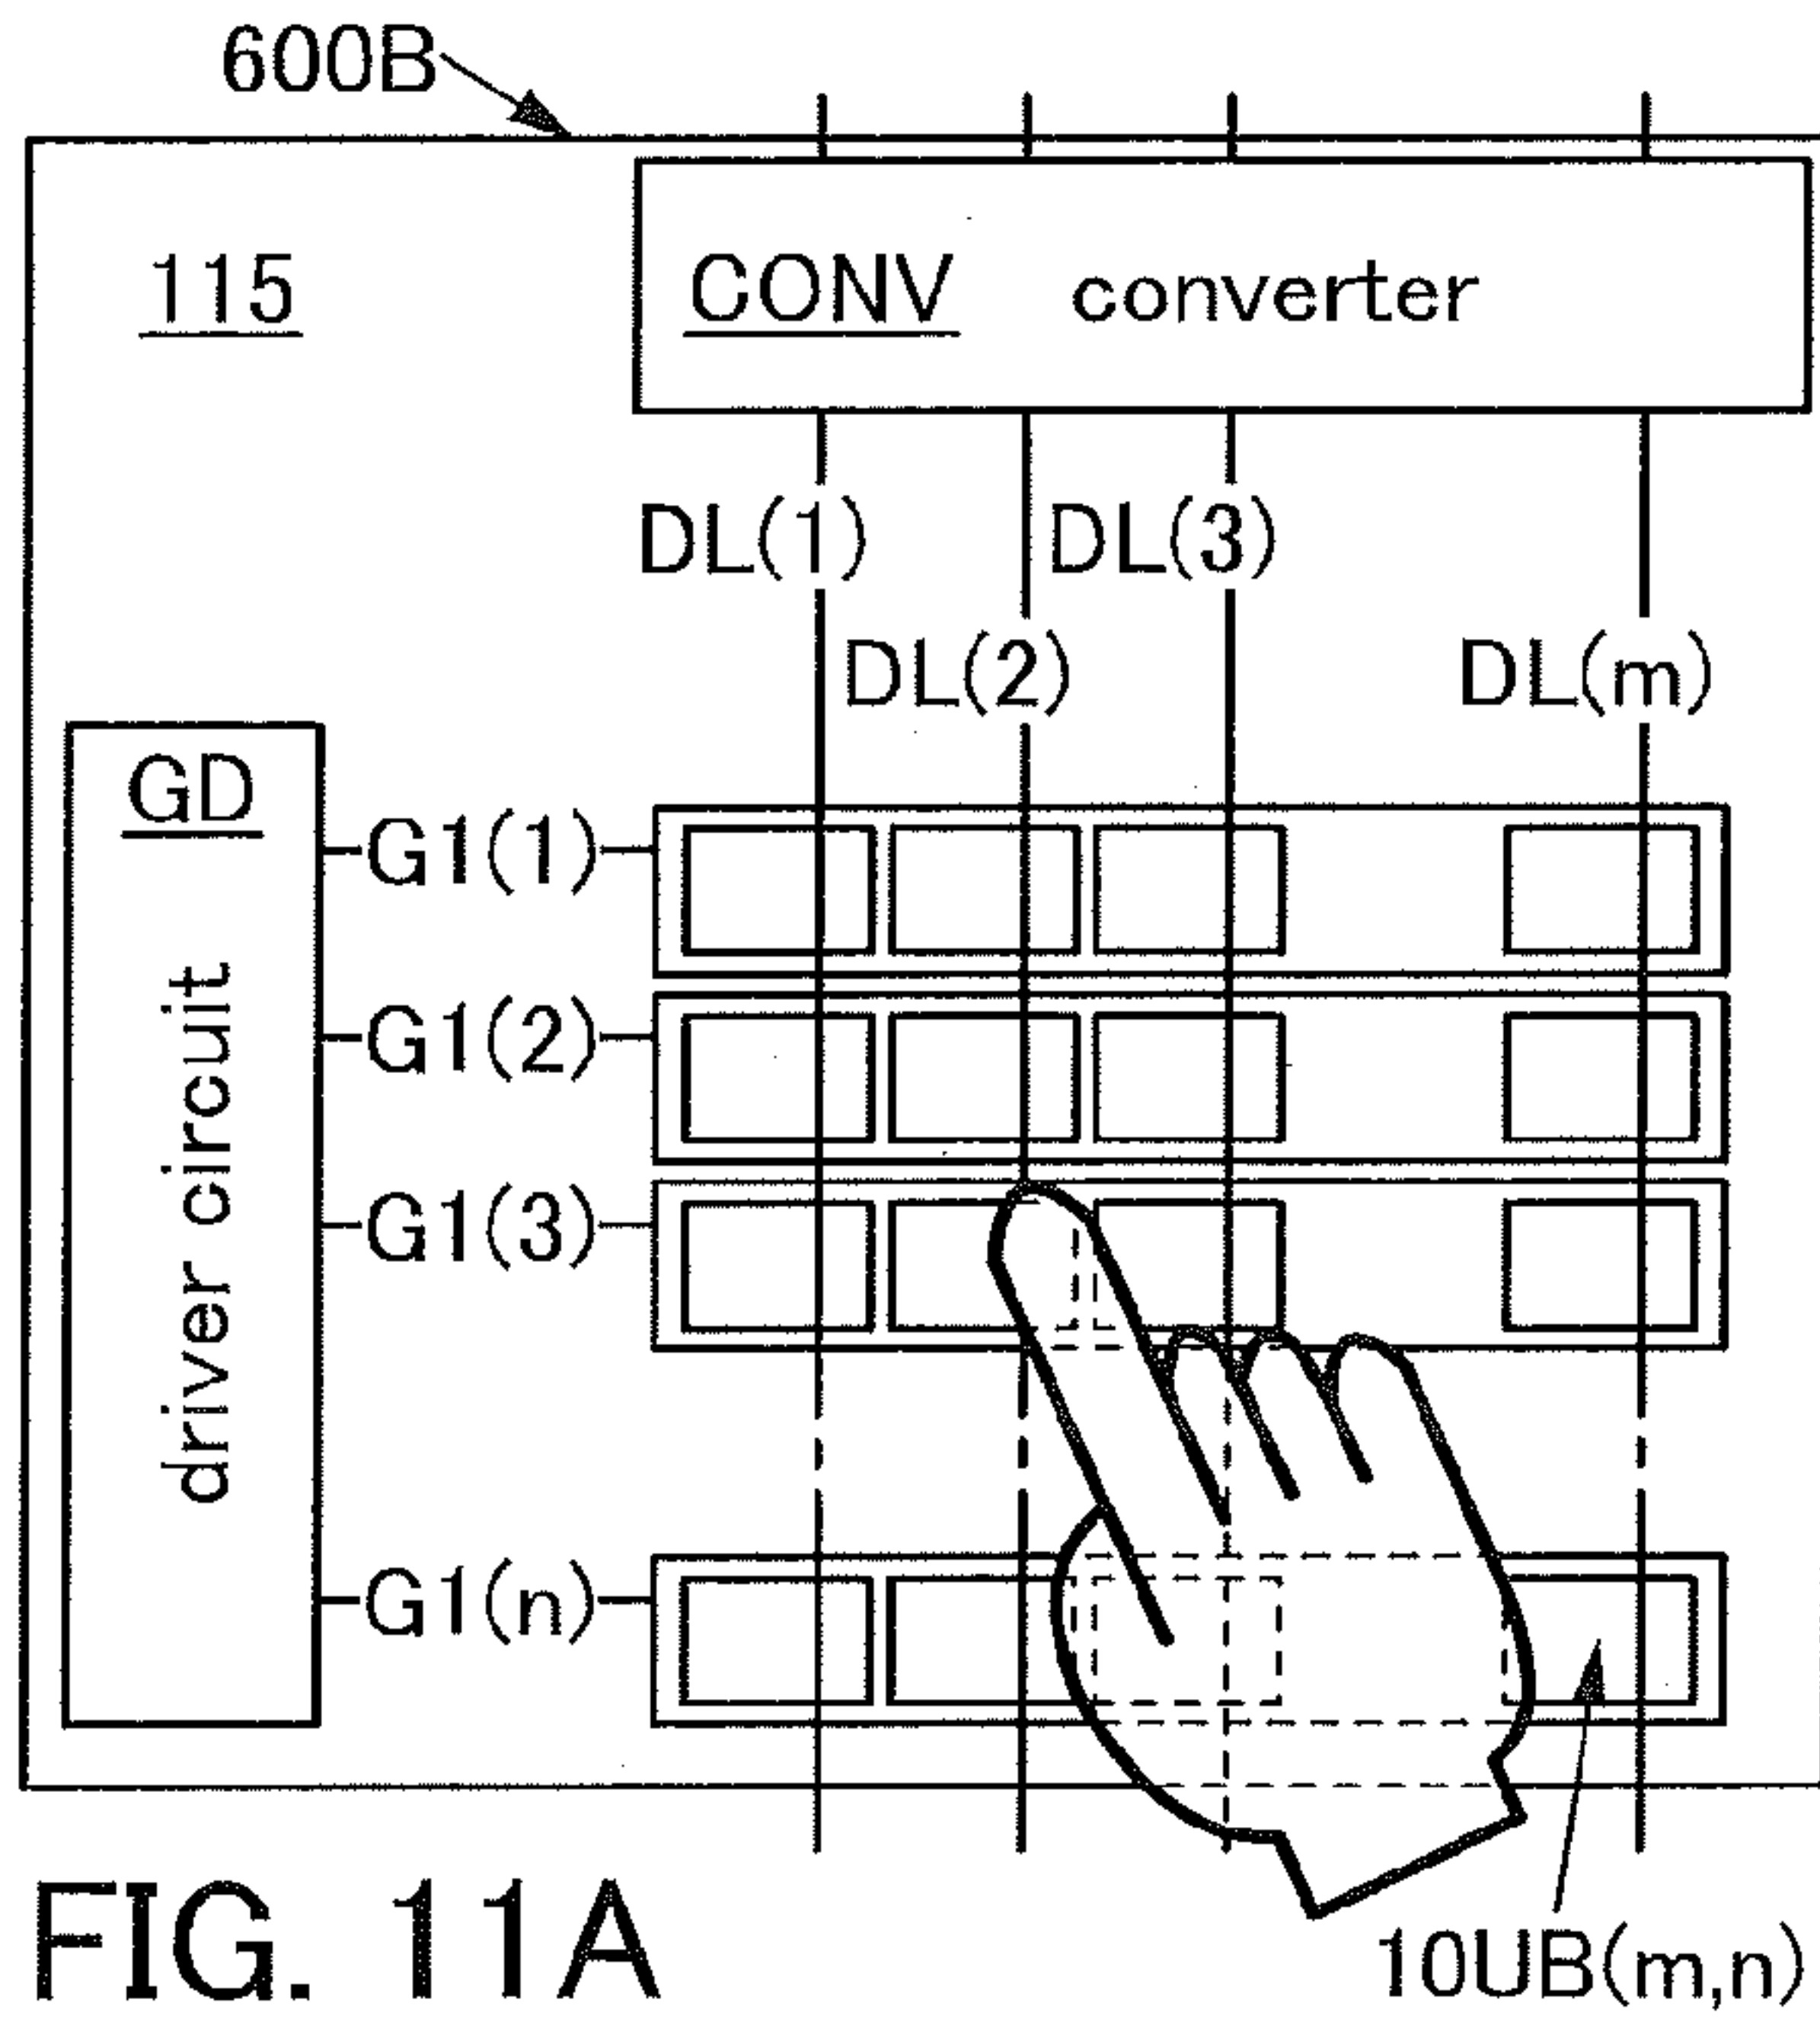 600B
115
CONV converter
DL(1) DL(3)
DL(2) DL(m)
GD
driver circuit
G1(1)
G1(2)
G1(3)
G1(n)
FIG. 11A
10UB(m,n)